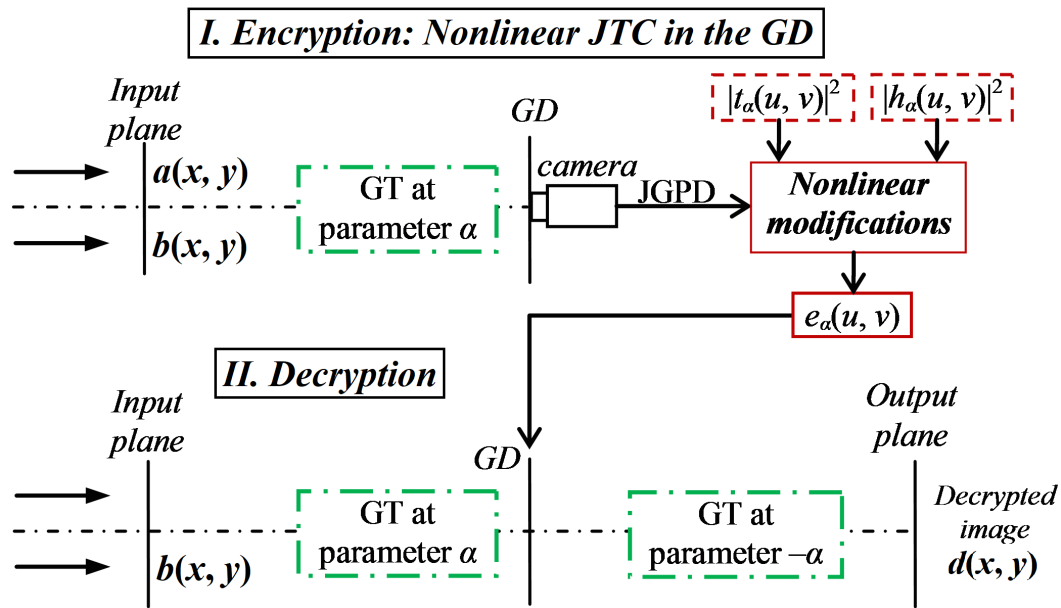 I. Encryption: Nonlinear JTC in the GD
Input
plane
a(x, y)
b(x, y)
GT at
parameter α
GD
camera
JGPD
|tα(u, v)|²
|hα(u, v)|²
Nonlinear
modifications
eα(u, v)
II. Decryption
Input
plane
b(x, y)
GT at
parameter α
GD
GT at
parameter –α
Output
plane
Decrypted
image
d(x, y)